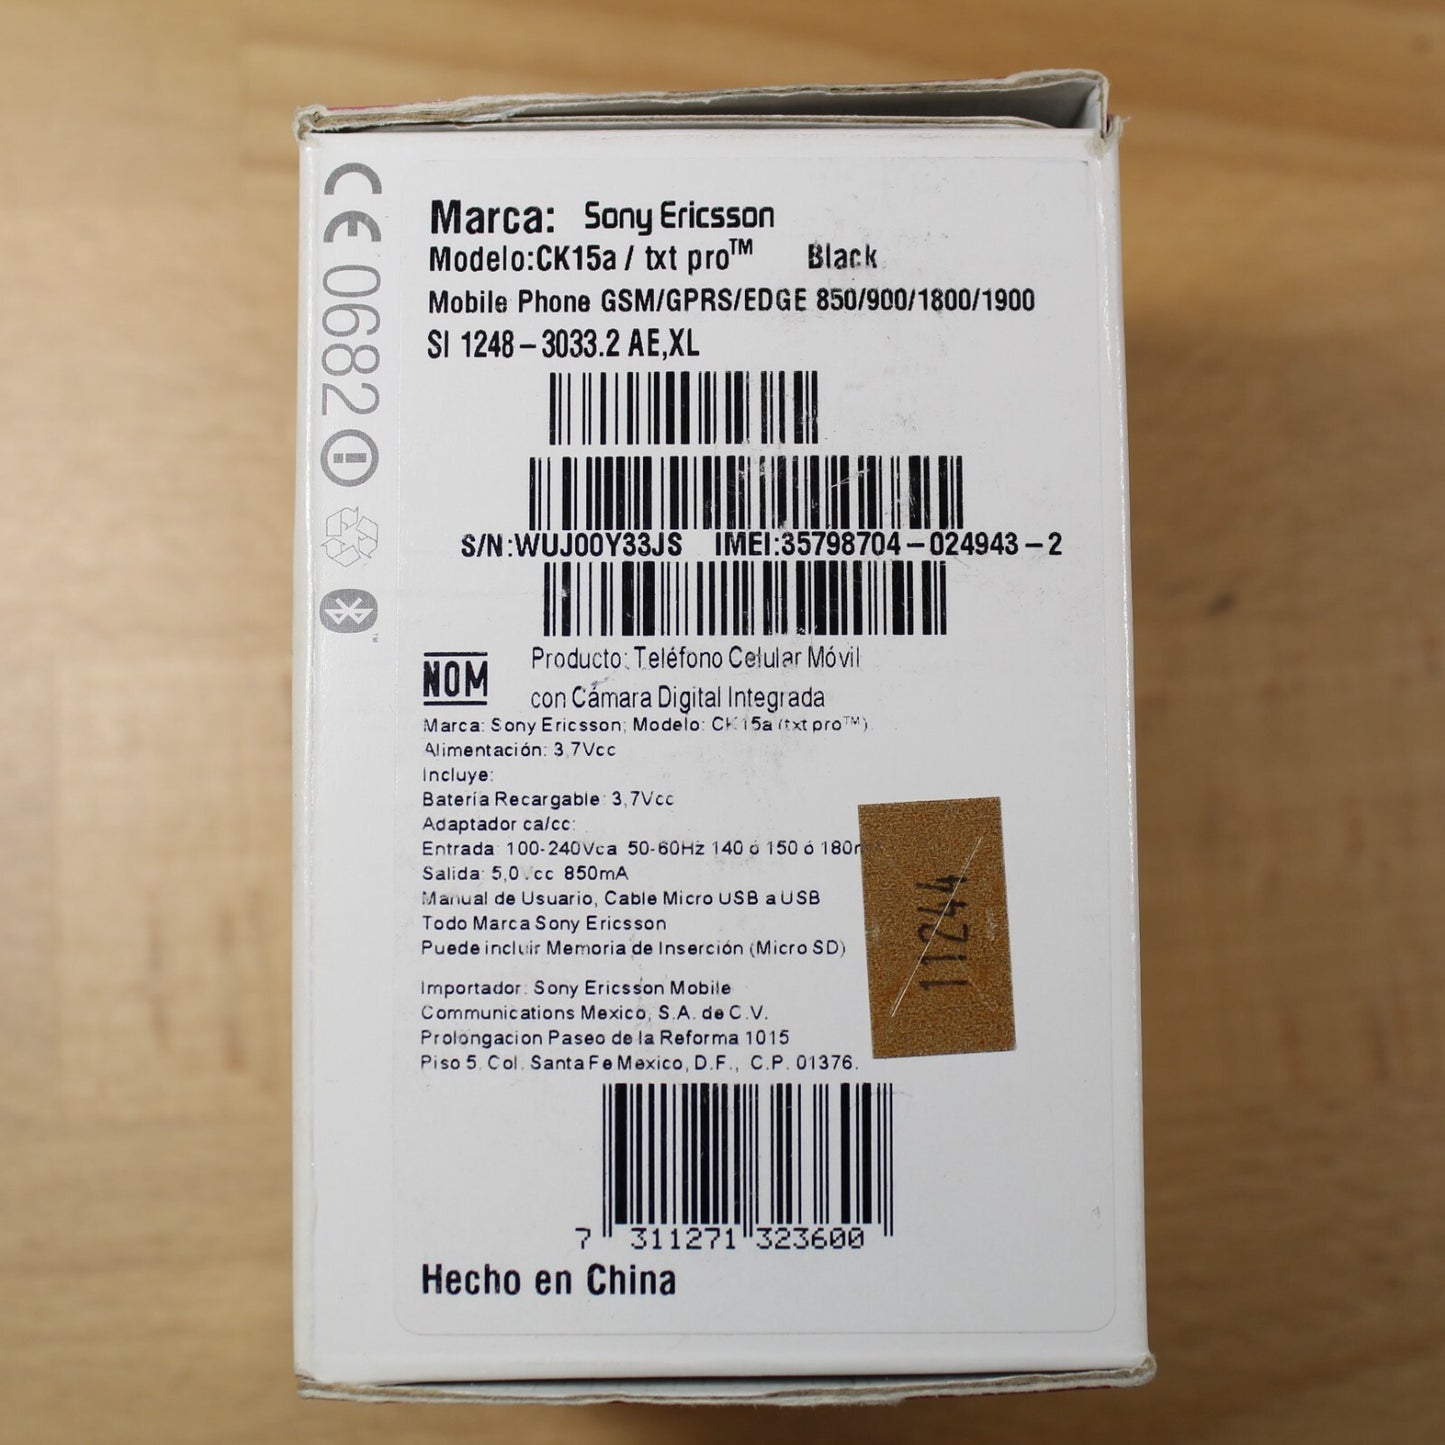 CE 0682
Marca: Sony Ericsson
Modelo:CK15a / txt pro™ Black
Mobile Phone GSM/GPRS/EDGE 850/900/1800/1900
SI 1248-3033.2 AE,XL
S/N:WUJ00Y33JS IMEI:35798704-024943-2
NOM
Producto: Teléfono Celular Móvil
con Cámara Digital Integrada
Marca: Sony Ericsson; Modelo: CK15a (txt pro™)
Alimentación: 3,7Vcc
Incluye:
Batería Recargable: 3,7Vcc
Adaptador ca/cc:
Entrada: 100-240Vca 50-60Hz 140 ó 150 ó
Salida: 5,0 cc 850mA
Manual de Usuario, Cable Micro USB a USB
Todo Marca Sony Ericsson
Puede incluir Memoria de Inserción (Micro SD)
11244
Importador: Sony Ericsson Mobile
Communications Mexico, S.A. de C.V.
Prolongacion Paseo de la Reforma 1015
Piso 5. Col. Santa Fe Mexico, D.F., C.P. 01376.
7 311271 323600
Hecho en China